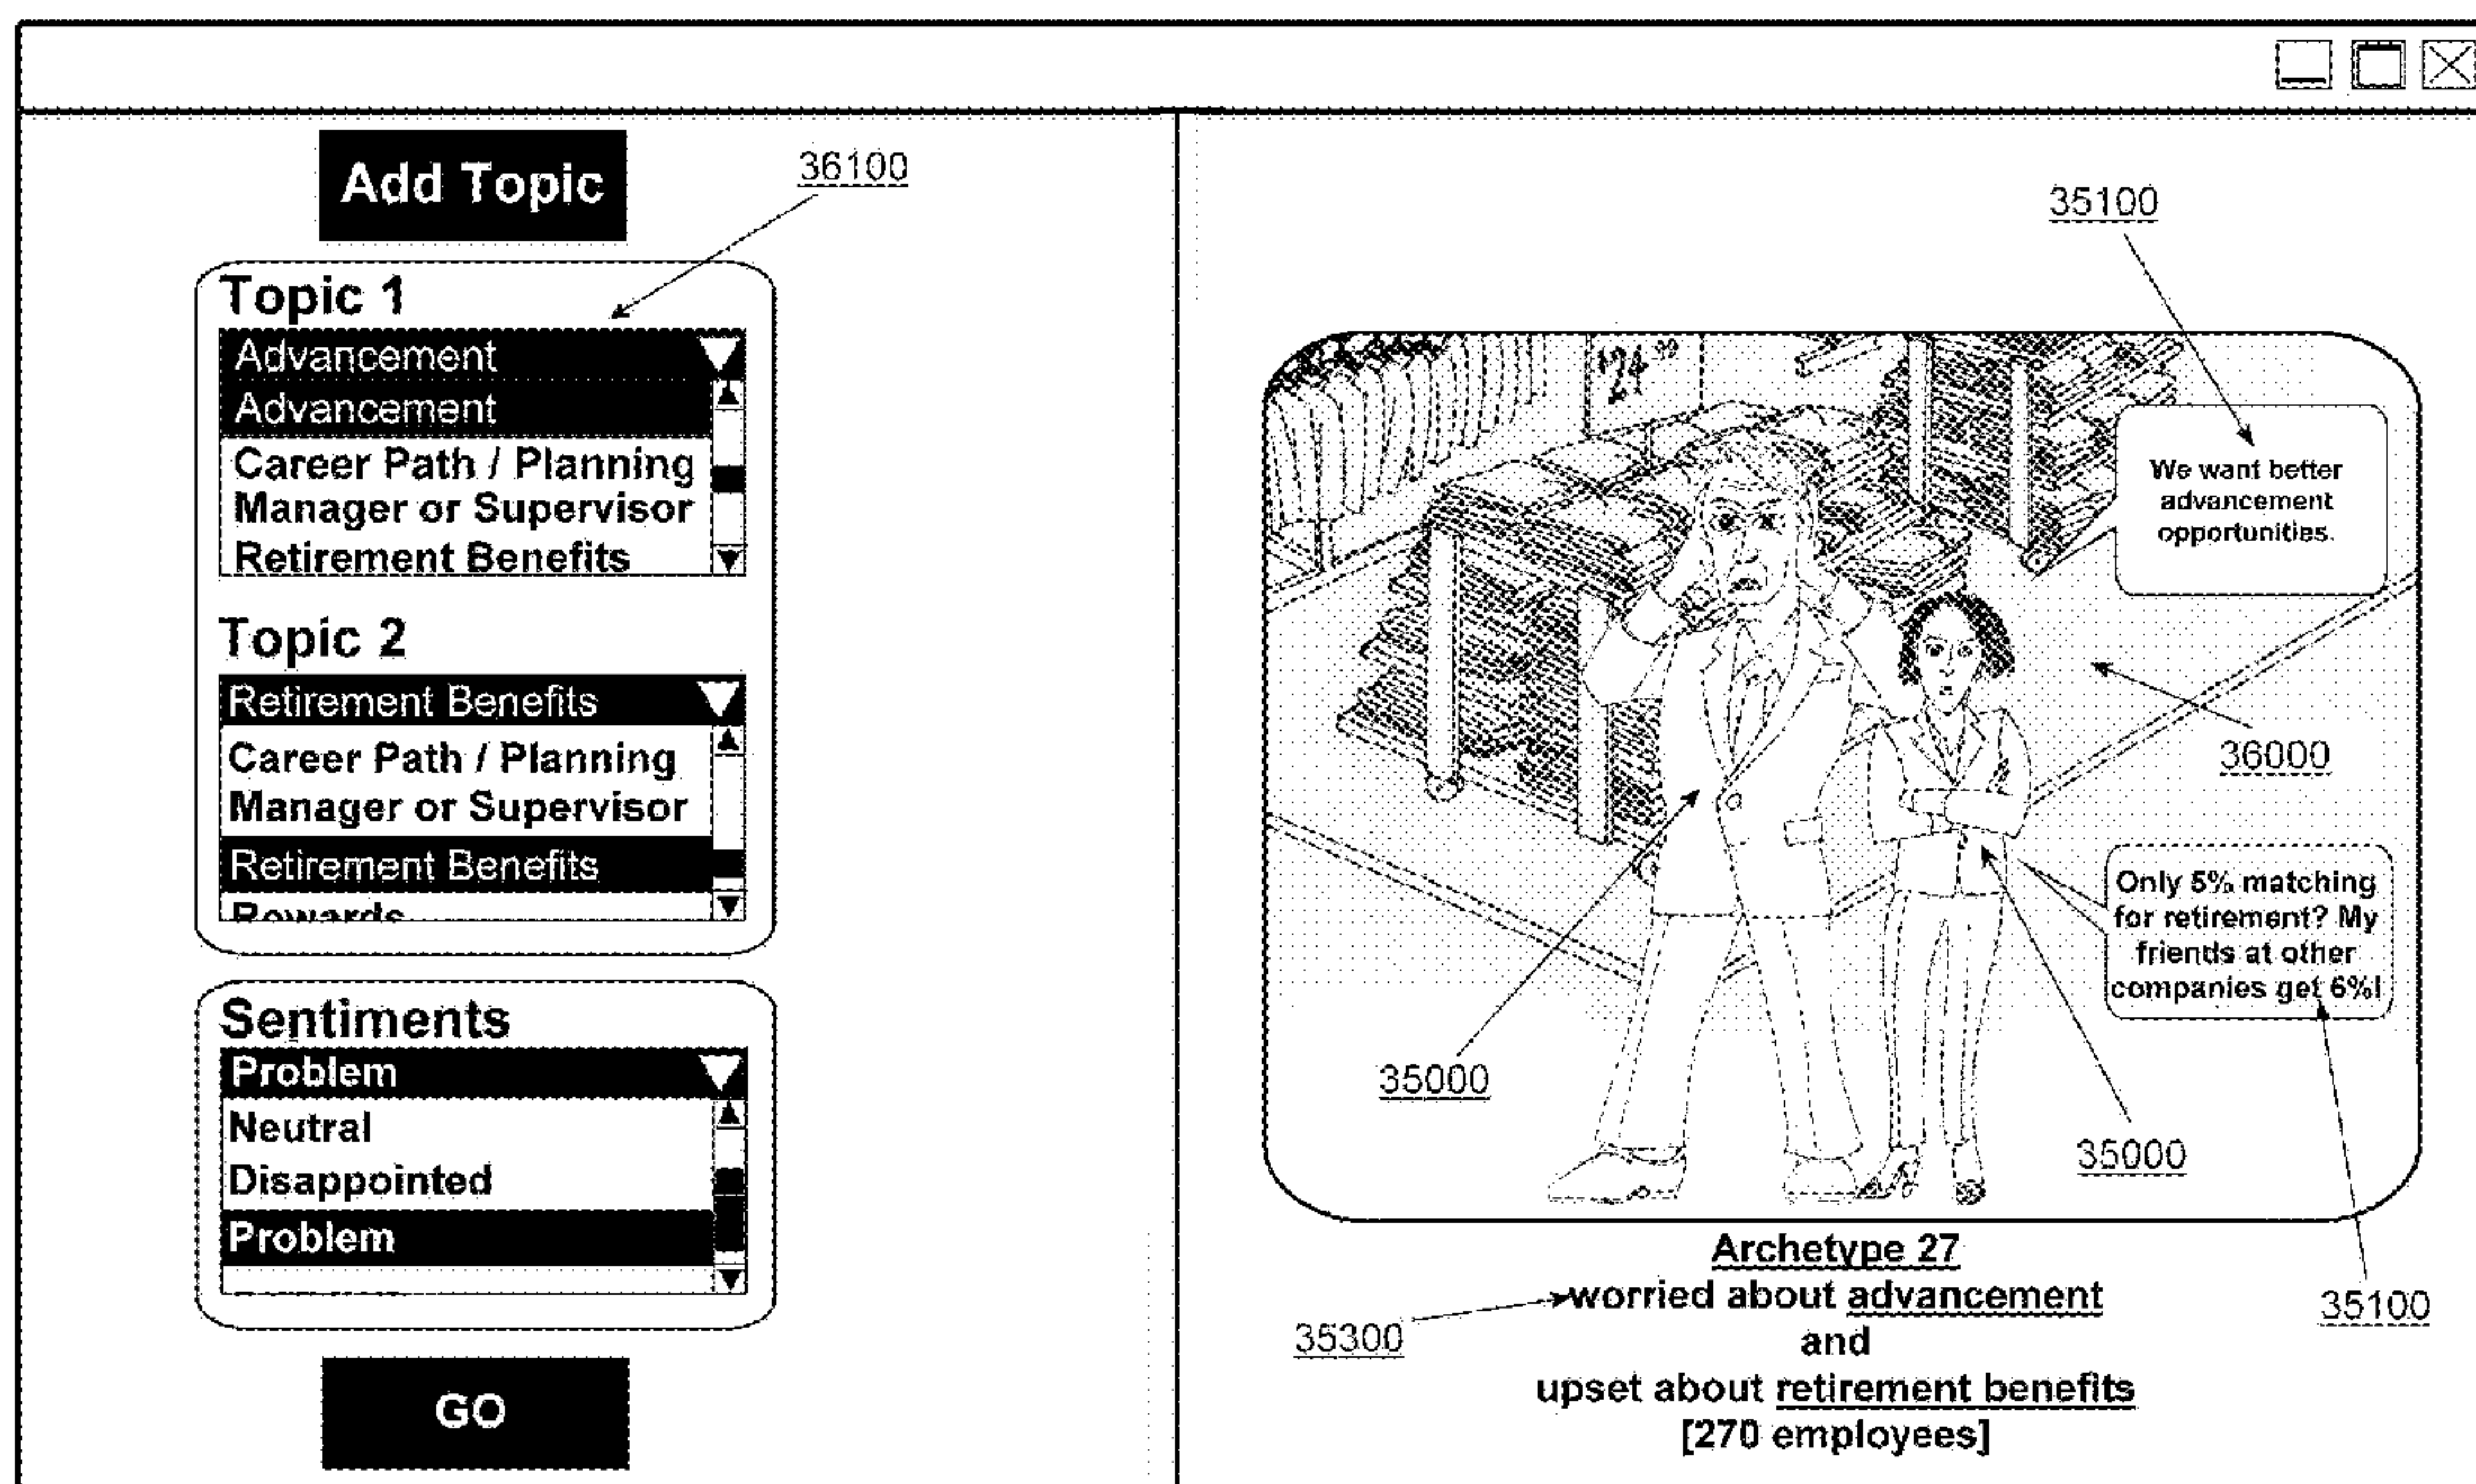 Add Topic
36100
Topic 1
Advancement
Advancement
Career Path / Planning
Manager or Supervisor
Retirement Benefits
Topic 2
Retirement Benefits
Career Path / Planning
Manager or Supervisor
Retirement Benefits
Rewards
Sentiments
Problem
Neutral
Disappointed
Problem
GO
35100
$24.99
We want better
advancement
opportunities.
36000
Only 5% matching
for retirement? My
friends at other
companies get 6%!
35000
35000
35100
Archetype 27
worried about advancement
35300
and
upset about retirement benefits
[270 employees]